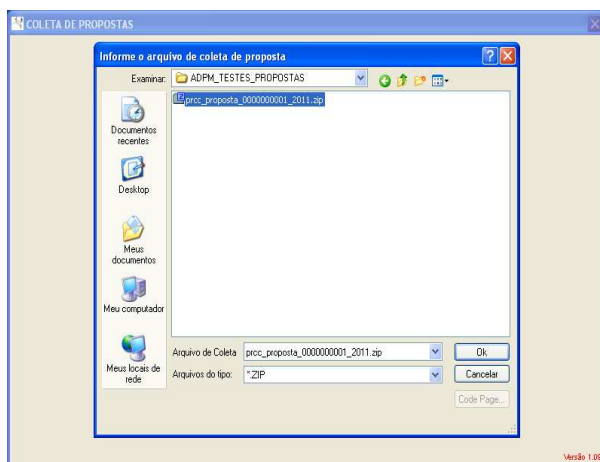 COLETA DE PROPOSTAS
Informe o arquivo de coleta de proposta
Examinar: ADPM_TESTES_PROPOSTAS
prcc_proposta_0000000001_2011.zip
Documentos
recentes
Desktop
Meus
documentos
Meu computador
Meus locais de
rede
Arquivo de Coleta prcc_proposta_0000000001_2011.zip Ok
Arquivos do tipo: *.ZIP Cancelar
Code Page...